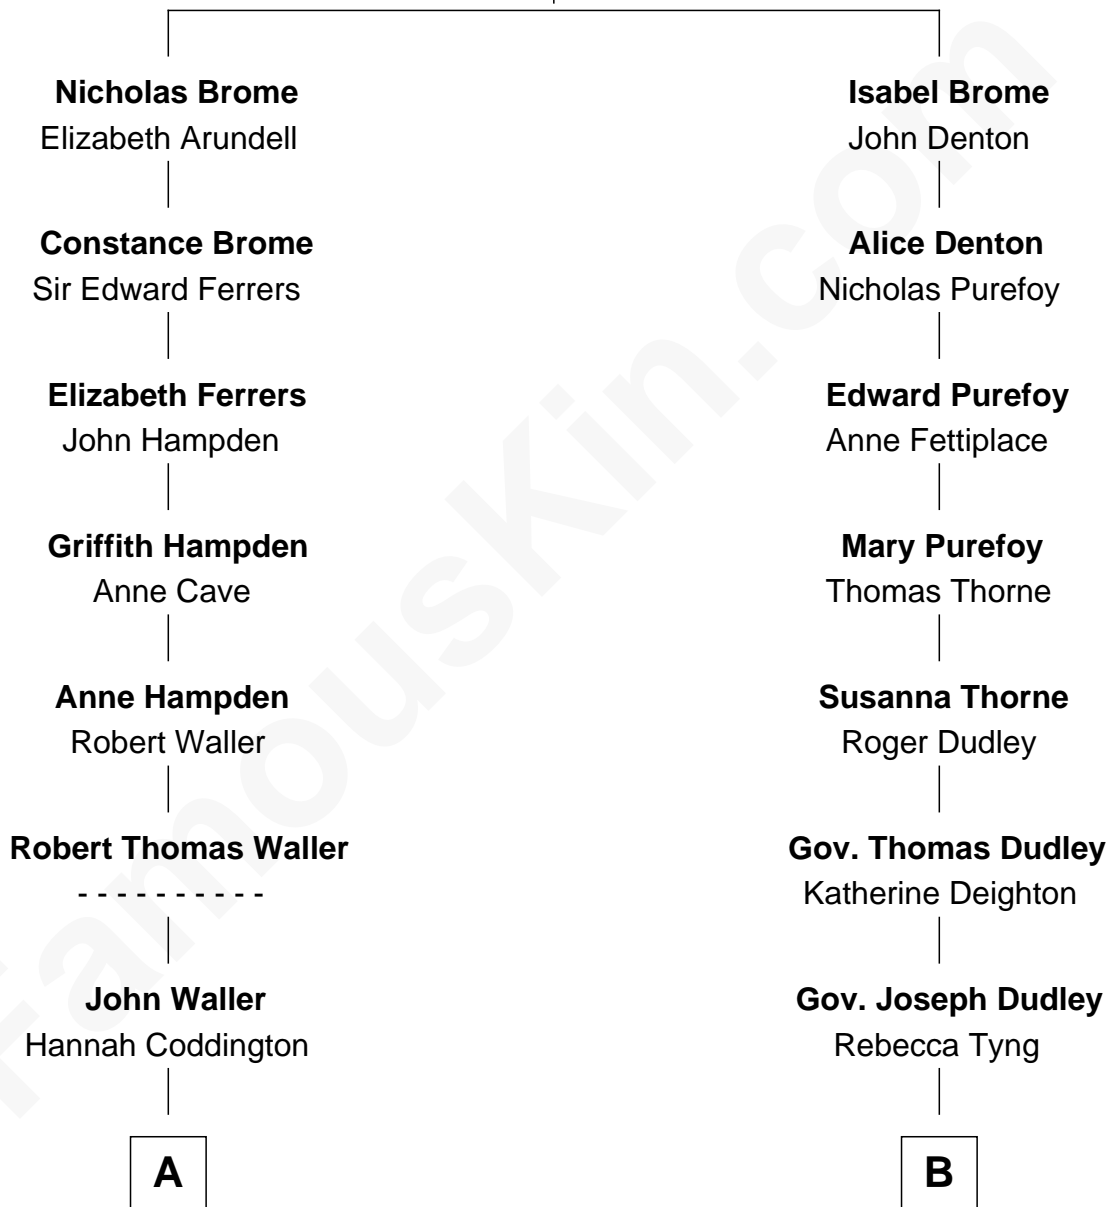 Nicholas Brome
Elizabeth Arundell
Constance Brome
Sir Edward Ferrers
Elizabeth Ferrers
John Hampden
Griffith Hampden
Anne Cave
Anne Hampden
Robert Waller
Robert Thomas Waller
- - - - - - - - - -
John Waller
Hannah Coddington
A
Isabel Brome
John Denton
Alice Denton
Nicholas Purefoy
Edward Purefoy
Anne Fettiplace
Mary Purefoy
Thomas Thorne
Susanna Thorne
Roger Dudley
Gov. Thomas Dudley
Katherine Deighton
Gov. Joseph Dudley
Rebecca Tyng
B
FamousKin.com